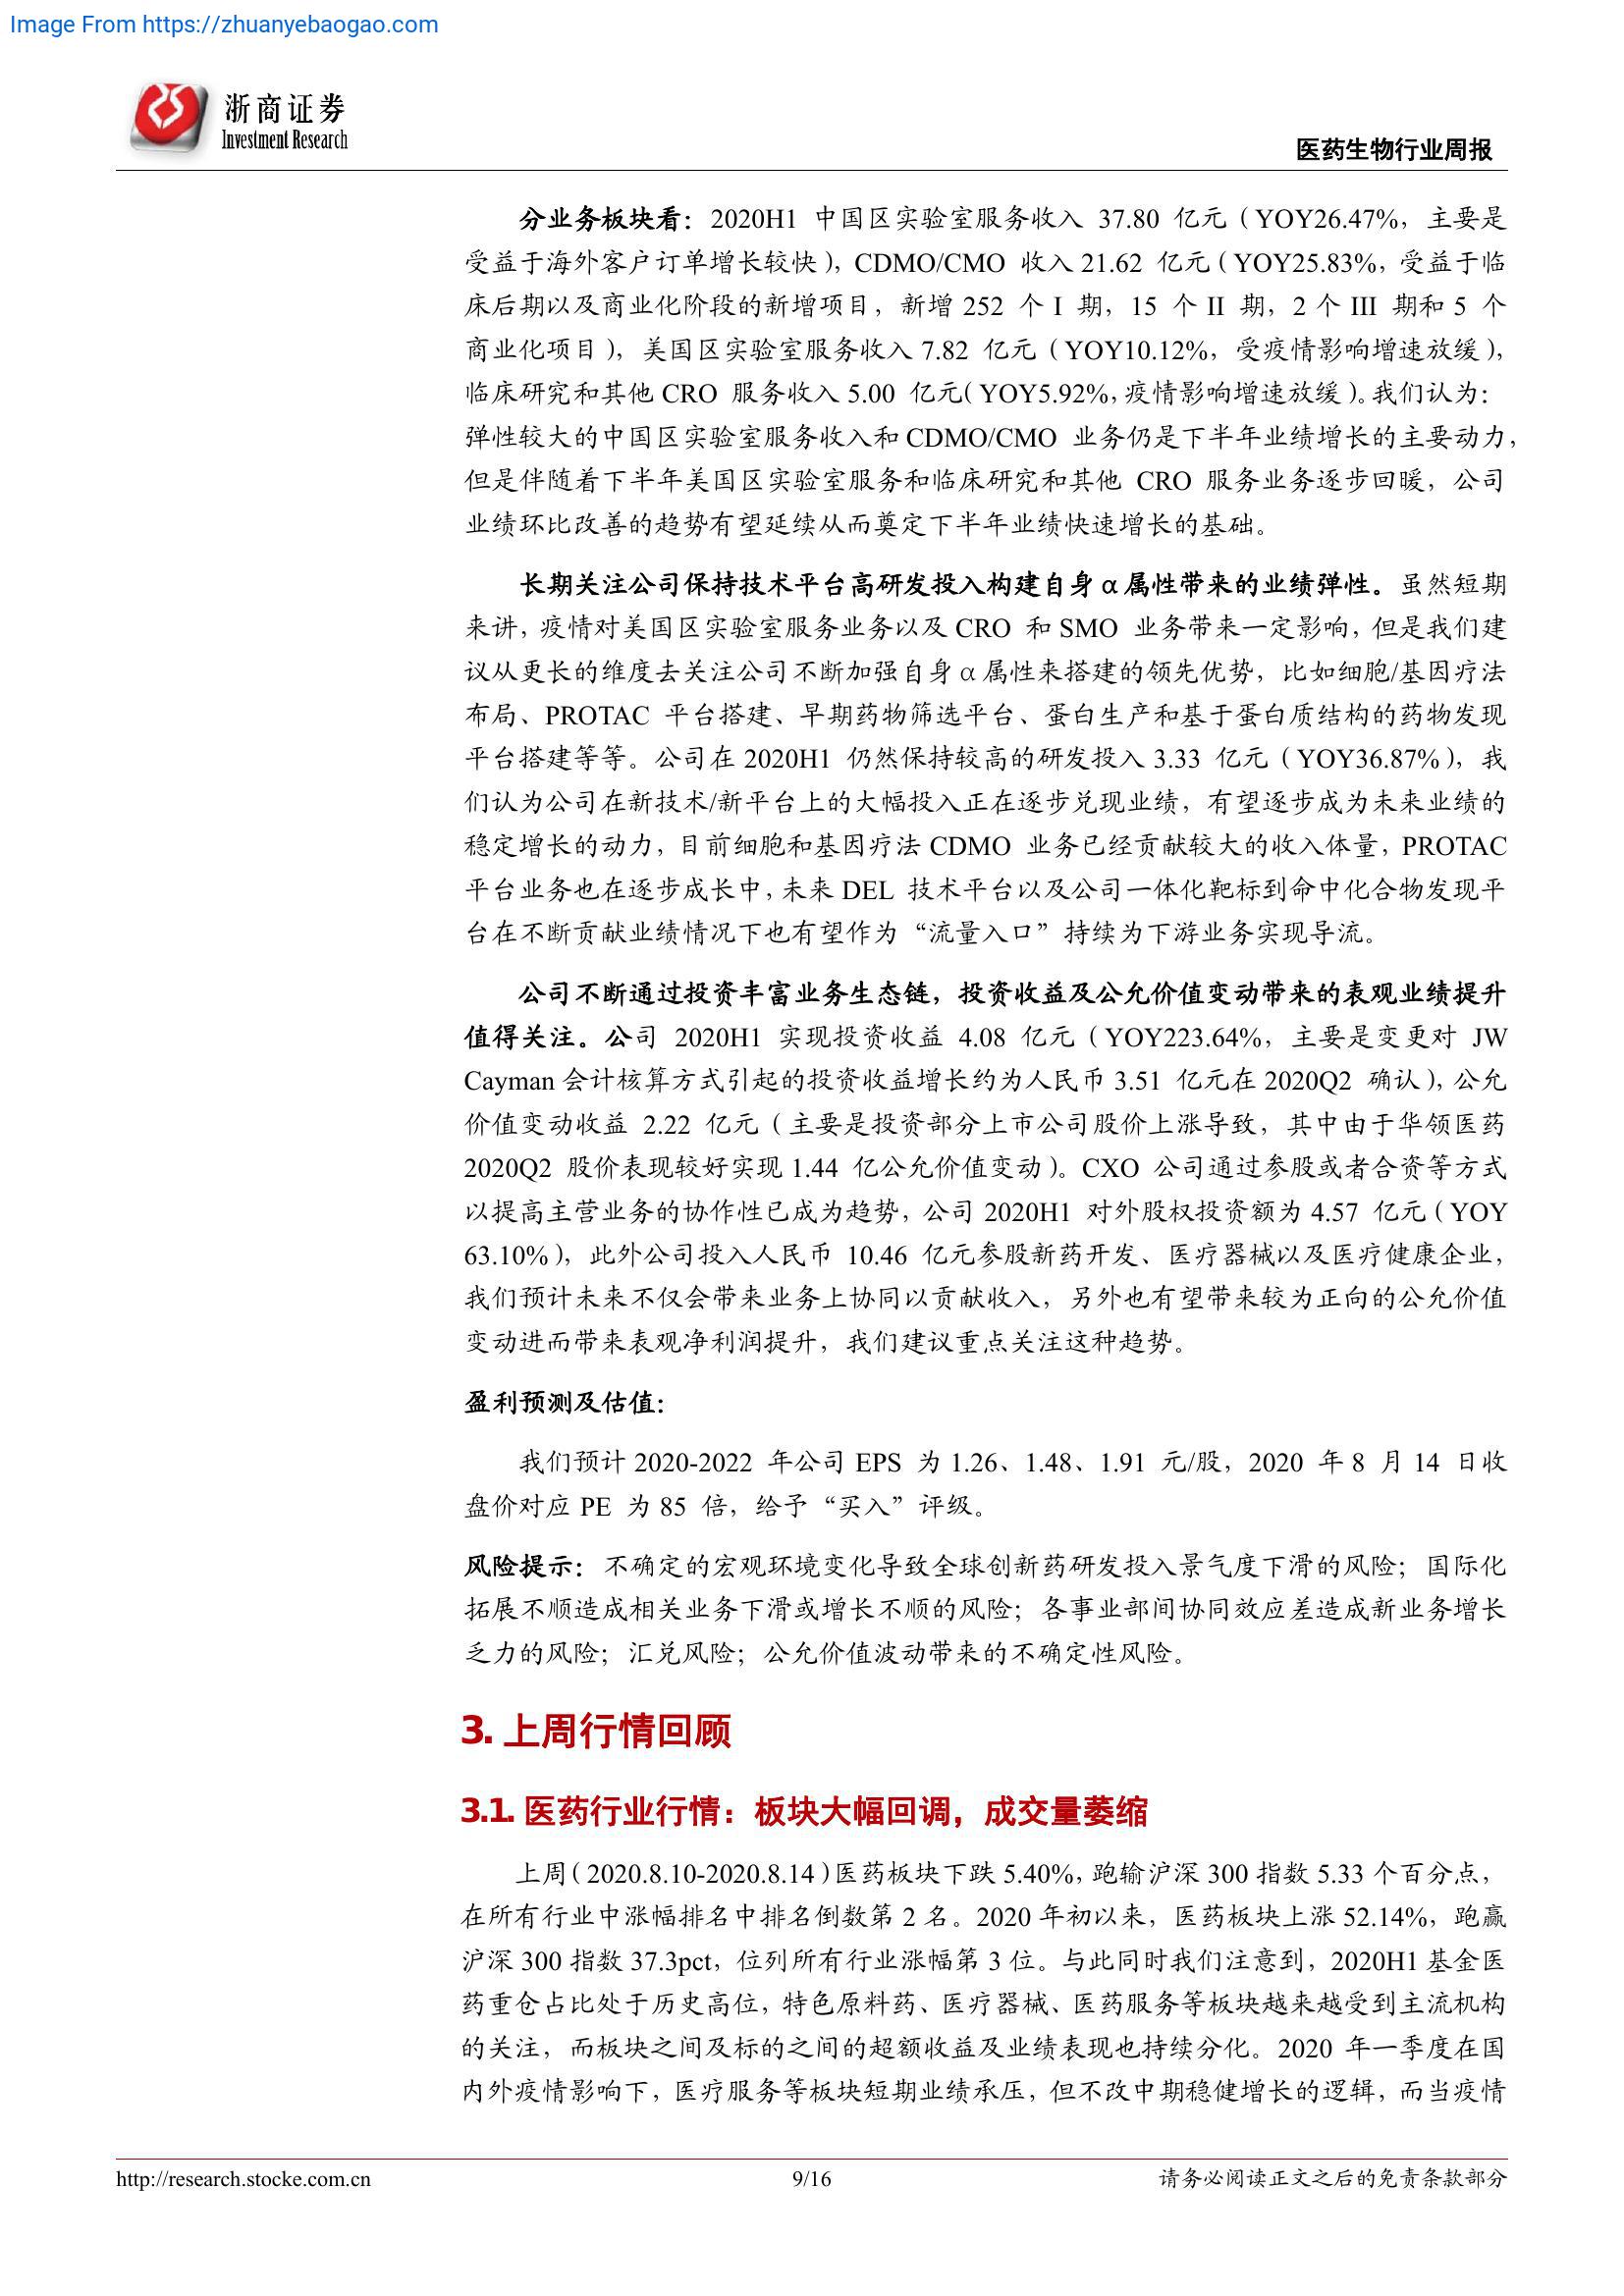 Image From https://zhuanyebaogao.com
浙商证券
Investment Research
医药生物行业周报
分业务板块看：2020H1 中国区实验室服务收入 37.80 亿元（YOY26.47%，主要是
受益于海外客户订单增长较快），CDMO/CMO 收入 21.62 亿元（YOY25.83%，受益于临
床后期以及商业化阶段的新增项目，新增 252 个 I 期，15 个 II 期，2 个 III 期和 5 个
商业化项目），美国区实验室服务收入 7.82 亿元（YOY10.12%，受疫情影响增速放缓），
临床研究和其他 CRO 服务收入 5.00 亿元（YOY5.92%，疫情影响增速放缓）。我们认为：
弹性较大的中国区实验室服务收入和 CDMO/CMO 业务仍是下半年业绩增长的主要动力，
但是伴随着下半年美国区实验室服务和临床研究和其他 CRO 服务业务逐步回暖，公司
业绩环比改善的趋势有望延续从而奠定下半年业绩快速增长的基础。
长期关注公司保持技术平台高研发投入构建自身 α 属性带来的业绩弹性。虽然短期
来讲，疫情对美国区实验室服务业务以及 CRO 和 SMO 业务带来一定影响，但是我们建
议从更长的维度去关注公司不断加强自身 α 属性来搭建的领先优势，比如细胞/基因疗法
布局、PROTAC 平台搭建、早期药物筛选平台、蛋白生产和基于蛋白质结构的药物发现
平台搭建等等。公司在 2020H1 仍然保持较高的研发投入 3.33 亿元（YOY36.87%），我
们认为公司在新技术/新平台上的大幅投入正在逐步兑现业绩，有望逐步成为未来业绩的
稳定增长的动力，目前细胞和基因疗法 CDMO 业务已经贡献较大的收入体量，PROTAC
平台业务也在逐步成长中，未来 DEL 技术平台以及公司一体化靶标到命中化合物发现平
台在不断贡献业绩情况下也有望作为“流量入口”持续为下游业务实现导流。
公司不断通过投资丰富业务生态链，投资收益及公允价值变动带来的表观业绩提升
值得关注。公司 2020H1 实现投资收益 4.08 亿元（YOY223.64%，主要是变更对 JW
Cayman 会计核算方式引起的投资收益增长约为人民币 3.51 亿元在 2020Q2 确认），公允
价值变动收益 2.22 亿元（主要是投资部分上市公司股价上涨导致，其中由于华领医药
2020Q2 股价表现较好实现 1.44 亿公允价值变动）。CXO 公司通过参股或者合资等方式
以提高主营业务的协作性已成为趋势，公司 2020H1 对外股权投资额为 4.57 亿元（YOY
63.10%），此外公司投入人民币 10.46 亿元参股新药开发、医疗器械以及医疗健康企业，
我们预计未来不仅会带来业务上协同以贡献收入，另外也有望带来较为正向的公允价值
变动进而带来表观净利润提升，我们建议重点关注这种趋势。
盈利预测及估值：
我们预计 2020-2022 年公司 EPS 为 1.26、1.48、1.91 元/股，2020 年 8 月 14 日收
盘价对应 PE 为 85 倍，给予“买入”评级。
风险提示：不确定的宏观环境变化导致全球创新药研发投入景气度下滑的风险；国际化
拓展不顺造成相关业务下滑或增长不顺的风险；各事业部间协同效应差造成新业务增长
乏力的风险；汇兑风险；公允价值波动带来的不确定性风险。
3. 上周行情回顾
3.1. 医药行业行情：板块大幅回调，成交量萎缩
上周（2020.8.10-2020.8.14）医药板块下跌 5.40%，跑输沪深 300 指数 5.33 个百分点，
在所有行业中涨幅排名中排名倒数第 2 名。2020 年初以来，医药板块上涨 52.14%，跑赢
沪深 300 指数 37.3pct，位列所有行业涨幅第 3 位。与此同时我们注意到，2020H1 基金医
药重仓占比处于历史高位，特色原料药、医疗器械、医药服务等板块越来越受到主流机构
的关注，而板块之间及标的之间的超额收益及业绩表现也持续分化。2020 年一季度在国
内外疫情影响下，医疗服务等板块短期业绩承压，但不改中期稳健增长的逻辑，而当疫情
http://research.stocke.com.cn
9/16
请务必阅读正文之后的免责条款部分